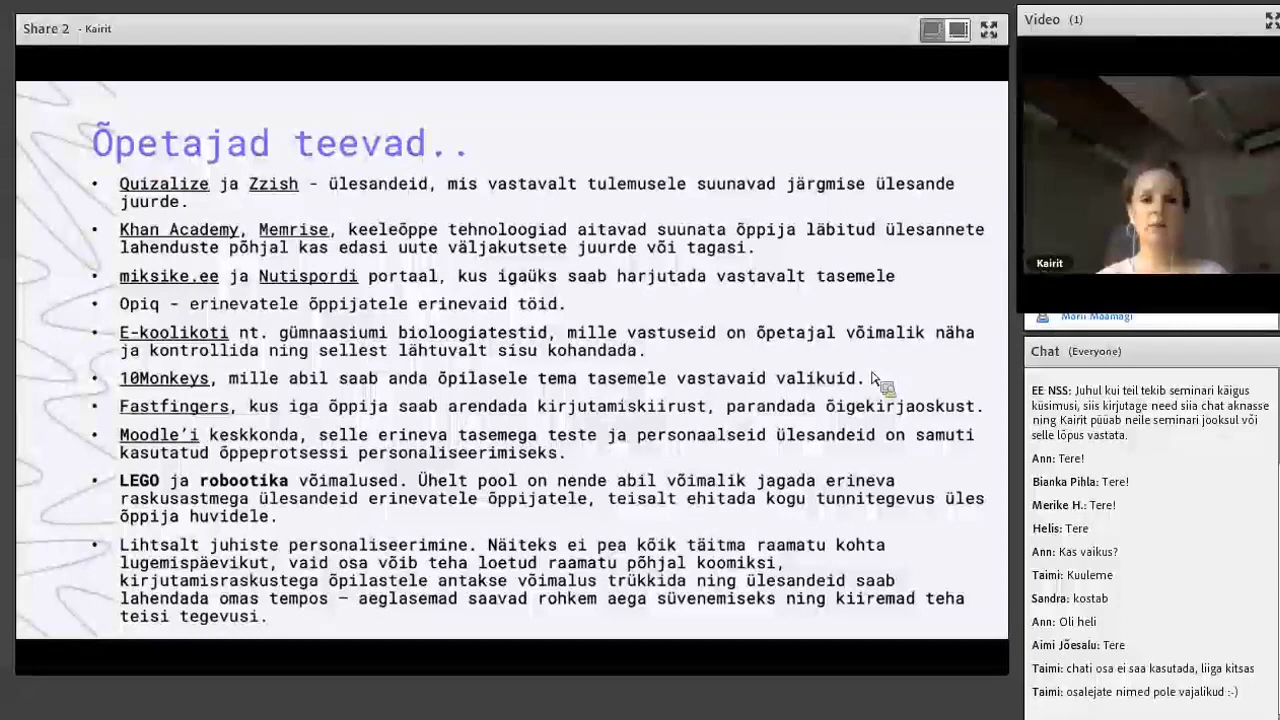 Share 2 - Kairit
Õpetajad teevad..
• Quizalize ja Zzish - ülesandeid, mis vastavalt tulemusele suunavad järgmise ülesande
juurde.
• Khan Academy, Memrise, keeleõppe tehnoloogiad aitavad suunata õppija läbitud ülesannete
lahenduste põhjal kas edasi uute väljakutsete juurde või tagasi.
• miksike.ee ja Nutispordi portaal, kus igaüks saab harjutada vastavalt tasemele
• Opiq - erinevatele õppijatele erinevaid töid.
• E-koolikoti nt. gümnaasiumi bioloogiatestid, mille vastuseid on õpetajal võimalik näha
ja kontrollida ning sellest lähtuvalt sisu kohandada.
• 10Monkeys, mille abil saab anda õpilasele tema tasemele vastavaid valikuid.
• Fastfingers, kus iga õppija saab arendada kirjutamiskiirust, parandada õigekirjaoskust.
• Moodle’i keskkonda, selle erineva tasemega teste ja personaalseid ülesandeid on samuti
kasutatud õppeprotsessi personaliseerimiseks.
• LEGO ja robootika võimalused. Ühelt pool on nende abil võimalik jagada erineva
raskusastmega ülesandeid erinevatele õppijatele, teisalt ehitada kogu tunnitegevus üles
õppija huvidele.
• Lihtsalt juhiste personaliseerimine. Näiteks ei pea kõik täitma raamatu kohta
lugemispäevikut, vaid osa võib teha loetud raamatu põhjal koomiksi,
kirjutamisraskustega õpilastele antakse võimalus trükkida ning ülesandeid saab
lahendada omas tempos – aeglasemad saavad rohkem aega süvenemiseks ning kiiremad teha
teisi tegevusi.
Video (1)
Kairit
Marii Maamägi
Chat (Everyone)
EE NSS: Juhul kui teil tekib seminari käigus
küsimusi, siis kirjutage need siia chat aknasse
ning Kairit püüab neile seminari jooksul või
selle lõpus vastata.
Ann: Tere!
Bianka Pihla: Tere!
Merike H.: Tere!
Helis: Tere
Ann: Kas vaikus?
Taimi: Kuuleme
Sandra: kostab
Ann: Oli heli
Aimi Jõesalu: Tere
Taimi: chati osa ei saa kasutada, liiga kitsas
Taimi: osalejate nimed pole vajalikud :-)